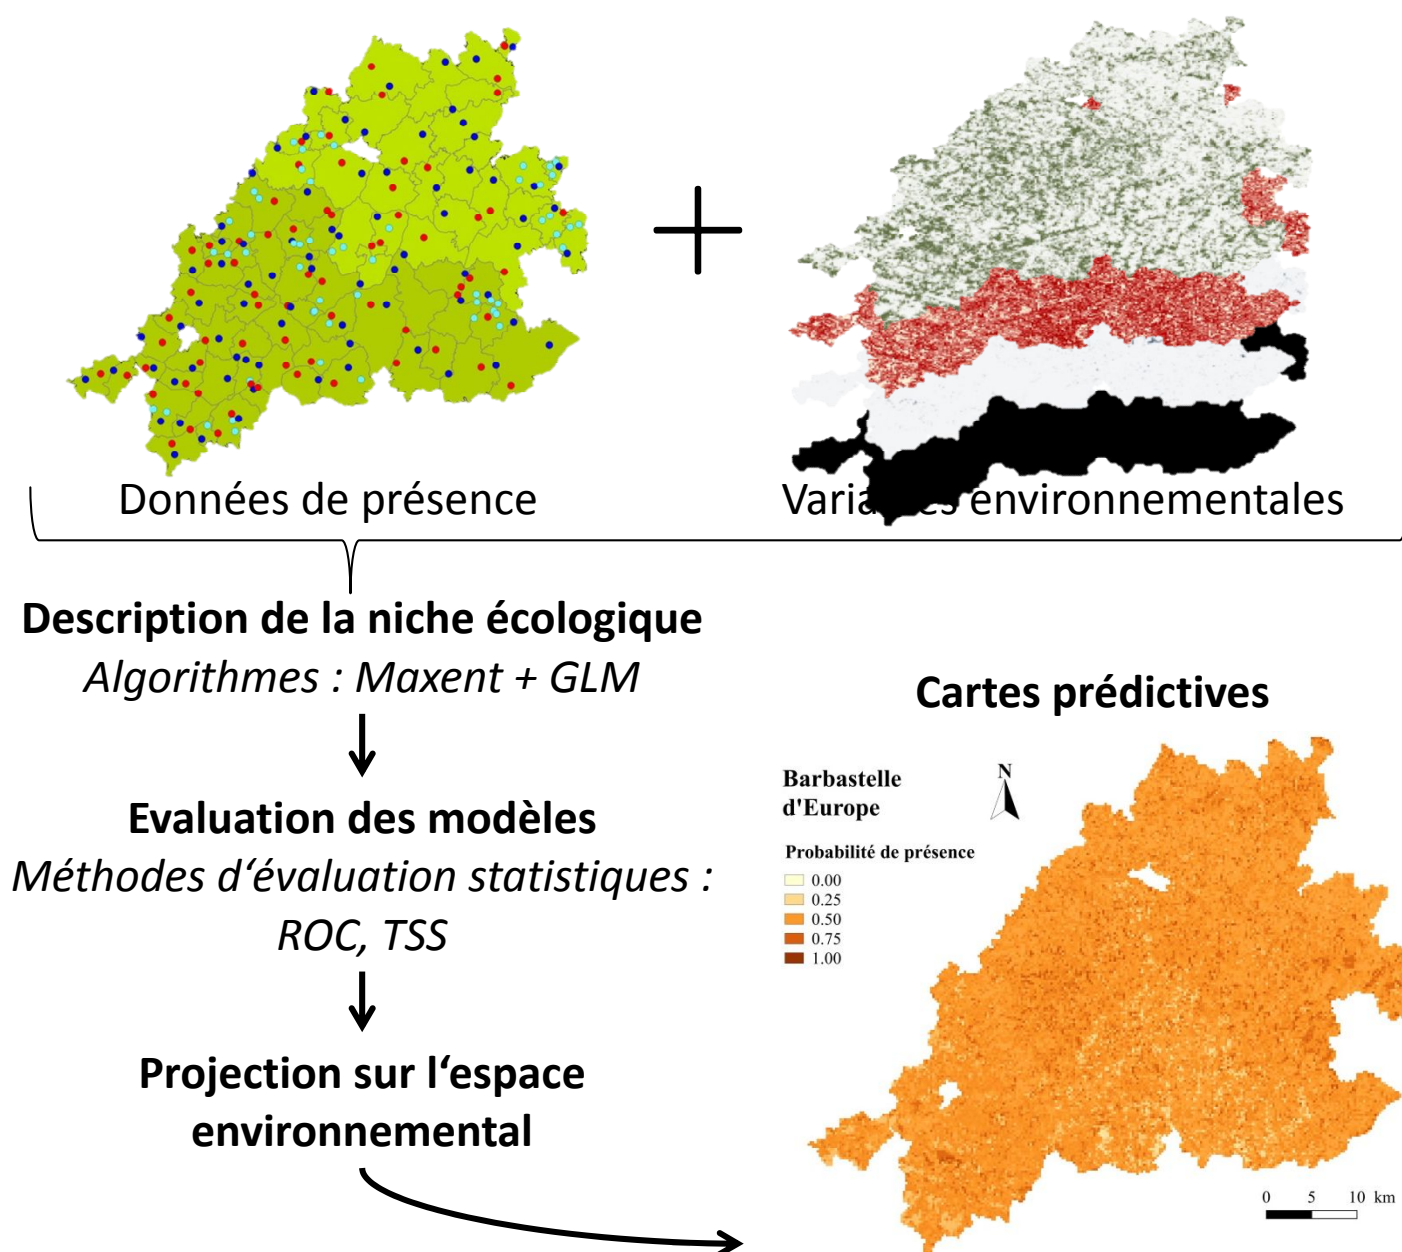 Données de présence
Variables environnementales
Description de la niche écologique
Algorithmes : Maxent + GLM
Evaluation des modèles
Méthodes d‘évaluation statistiques :
ROC, TSS
Projection sur l‘espace
environnemental
Cartes prédictives
Barbastelle
d'Europe
N
Probabilité de présence
0.00
0.25
0.50
0.75
1.00
0 5 10 km